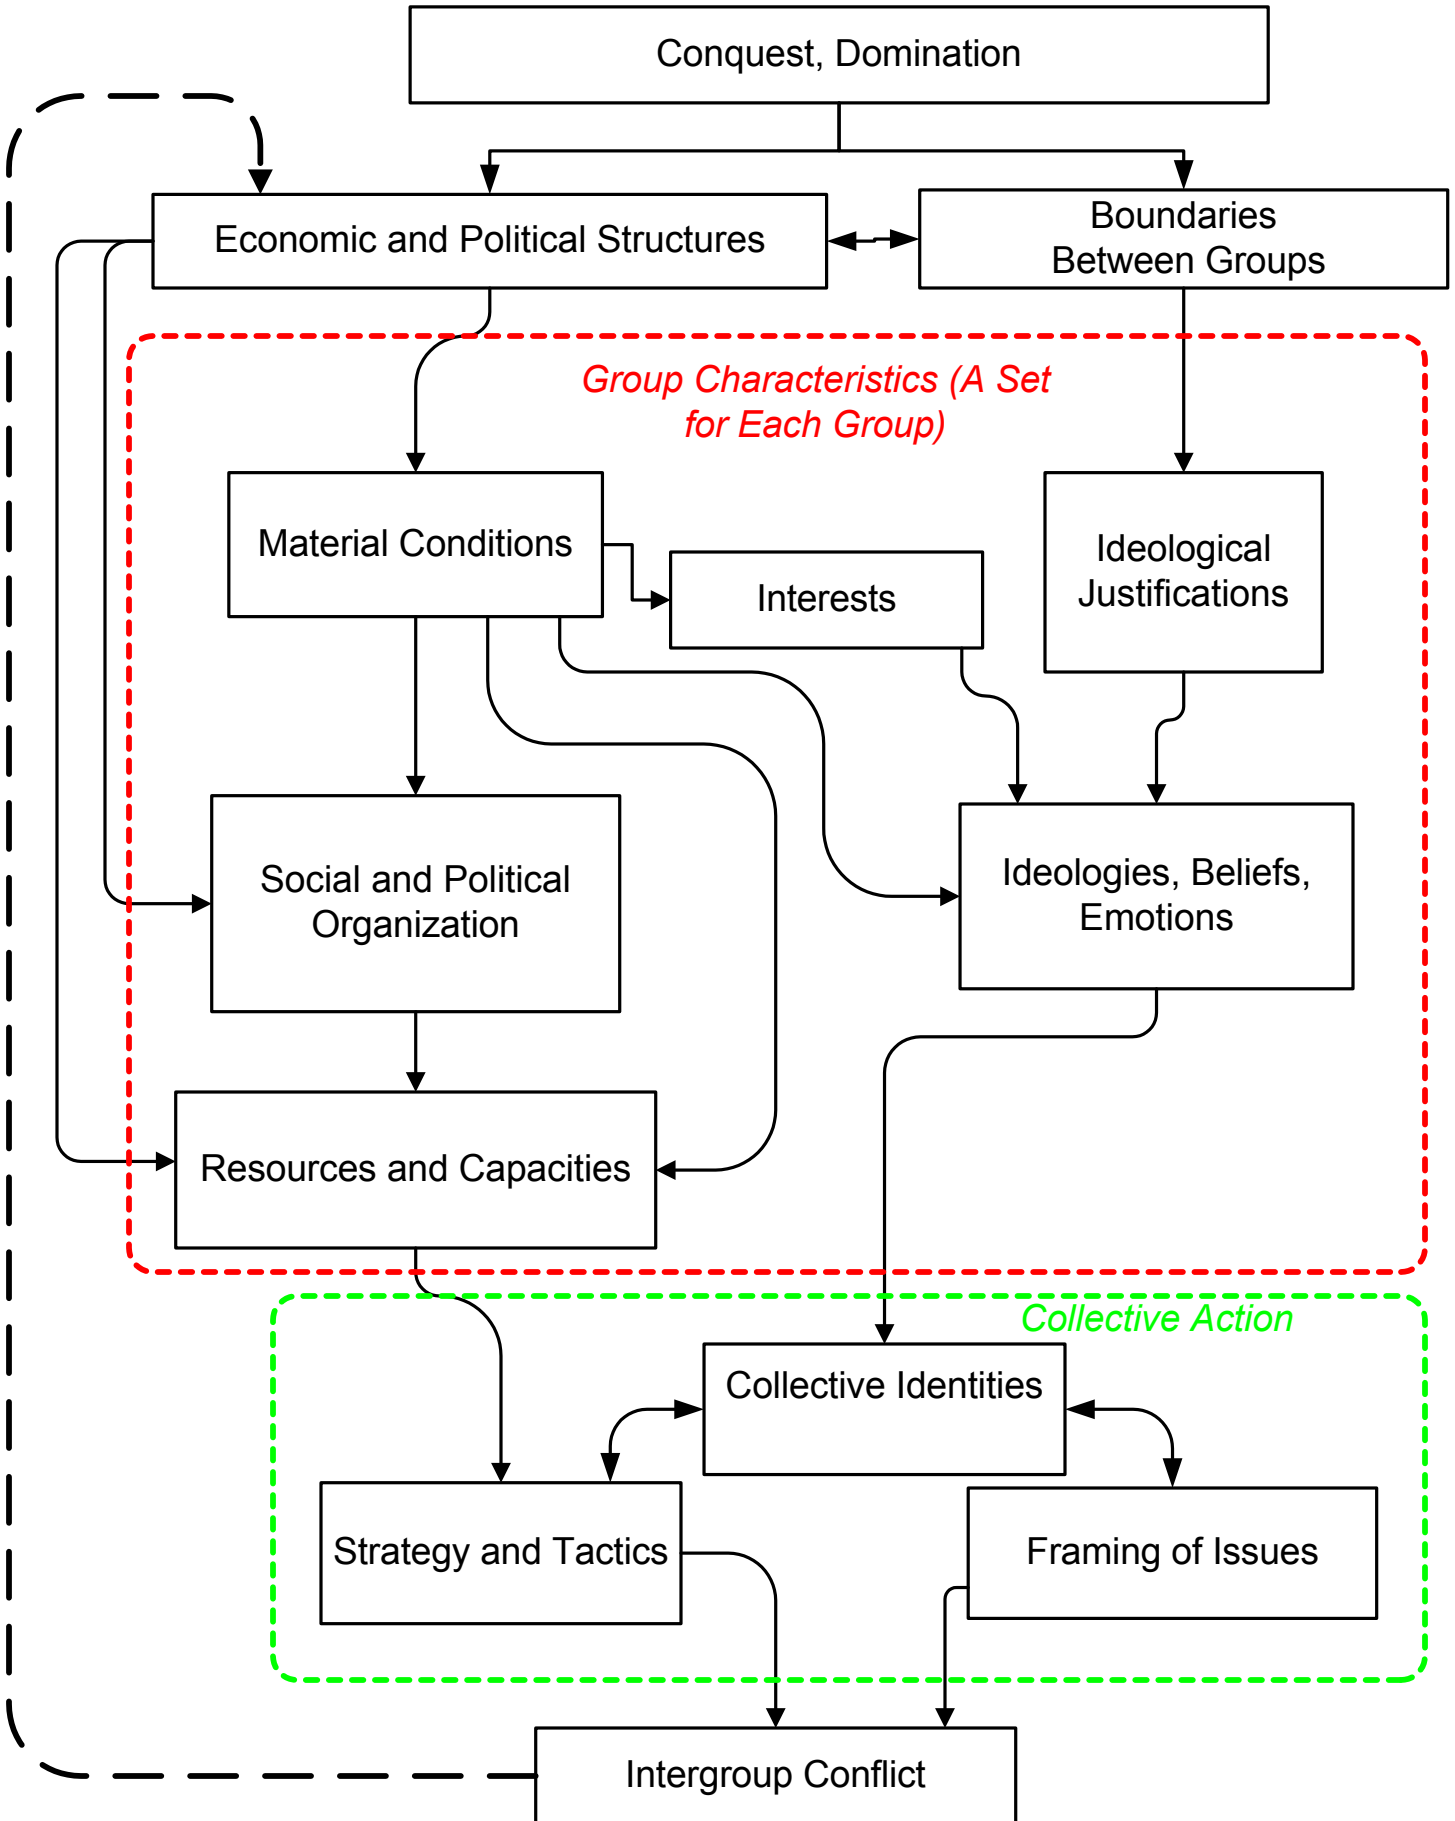 Conquest, Domination
Economic and Political Structures
Boundaries
Between Groups
Group Characteristics (A Set
for Each Group)
Material Conditions
Interests
Ideological
Justifications
Social and Political
Organization
Ideologies, Beliefs,
Emotions
Resources and Capacities
Collective Action
Collective Identities
Strategy and Tactics
Framing of Issues
Intergroup Conflict